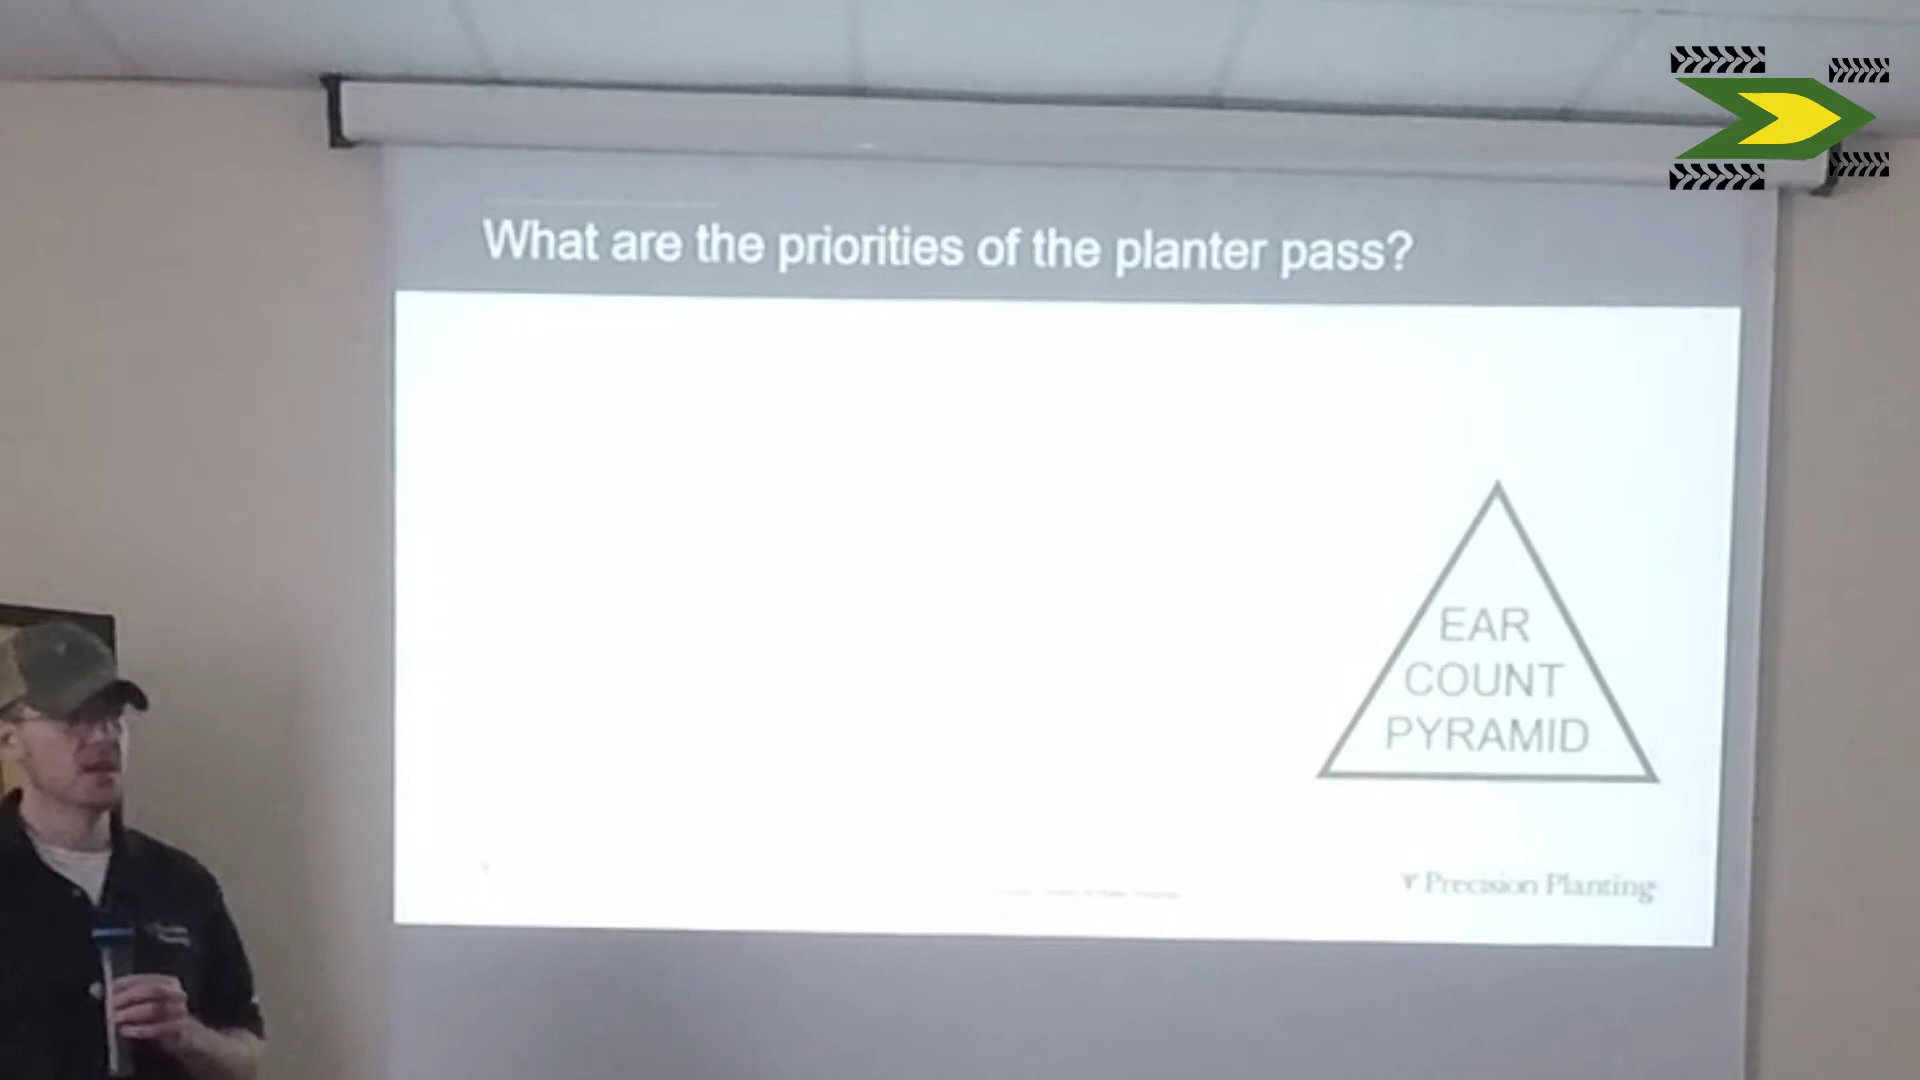 What are the priorities of the planter pass?
EAR
COUNT
PYRAMID
Precision Planting